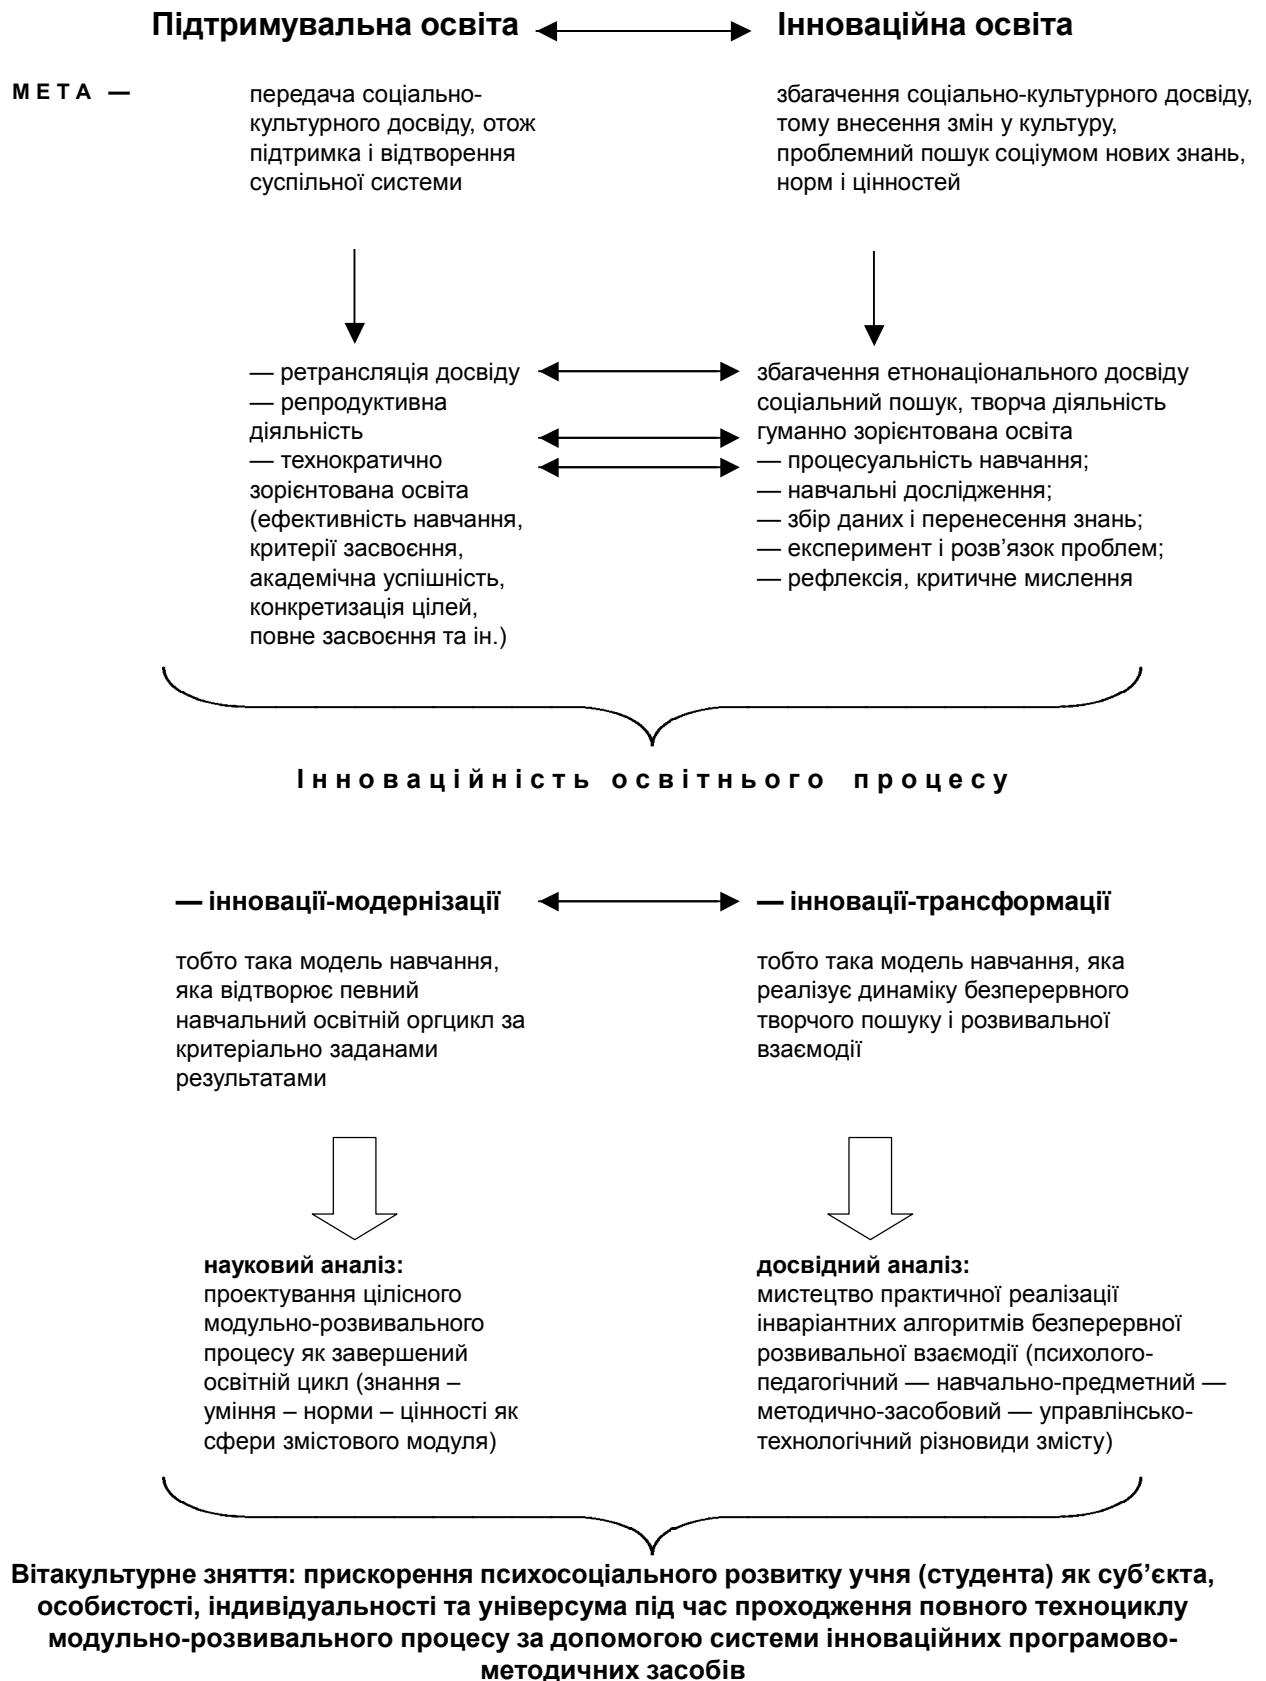 Підтримувальна освіта
Інноваційна освіта
МЕТА —
передача соціально-
культурного досвіду, отож
підтримка і відтворення
суспільної системи
збагачення соціально-культурного досвіду,
тому внесення змін у культуру,
проблемний пошук соціумом нових знань,
норм і цінностей
— ретрансляція досвіду
— репродуктивна
діяльність
— технократично
зорієнтована освіта
(ефективність навчання,
критерії засвоєння,
академічна успішність,
конкретизація цілей,
повне засвоєння та ін.)
збагачення етнонаціонального досвіду
соціальний пошук, творча діяльність
гуманно зорієнтована освіта
— процесуальність навчання;
— навчальні дослідження;
— збір даних і перенесення знань;
— експеримент і розв’язок проблем;
— рефлексія, критичне мислення
Інноваційність освітнього процесу
— інновації-модернізації
— інновації-трансформації
тобто така модель навчання,
яка відтворює певний
навчальний освітній оргцикл за
критеріально заданами
результатами
тобто така модель навчання, яка
реалізує динаміку безперервного
творчого пошуку і розвивальної
взаємодії
науковий аналіз:
проектування цілісного
модульно-розвивального
процесу як завершений
освітній цикл (знання –
уміння – норми – цінності як
сфери змістового модуля)
досвідний аналіз:
мистецтво практичної реалізації
інваріантних алгоритмів безперервної
розвивальної взаємодії (психолого-
педагогічний — навчально-предметний —
методично-засобовий — управлінсько-
технологічний різновиди змісту)
Вітакультурне зняття: прискорення психосоціального розвитку учня (студента) як суб’єкта,
особистості, індивідуальності та універсума під час проходження повного техноциклу
модульно-розвивального процесу за допомогою системи інноваційних програмово-
методичних засобів